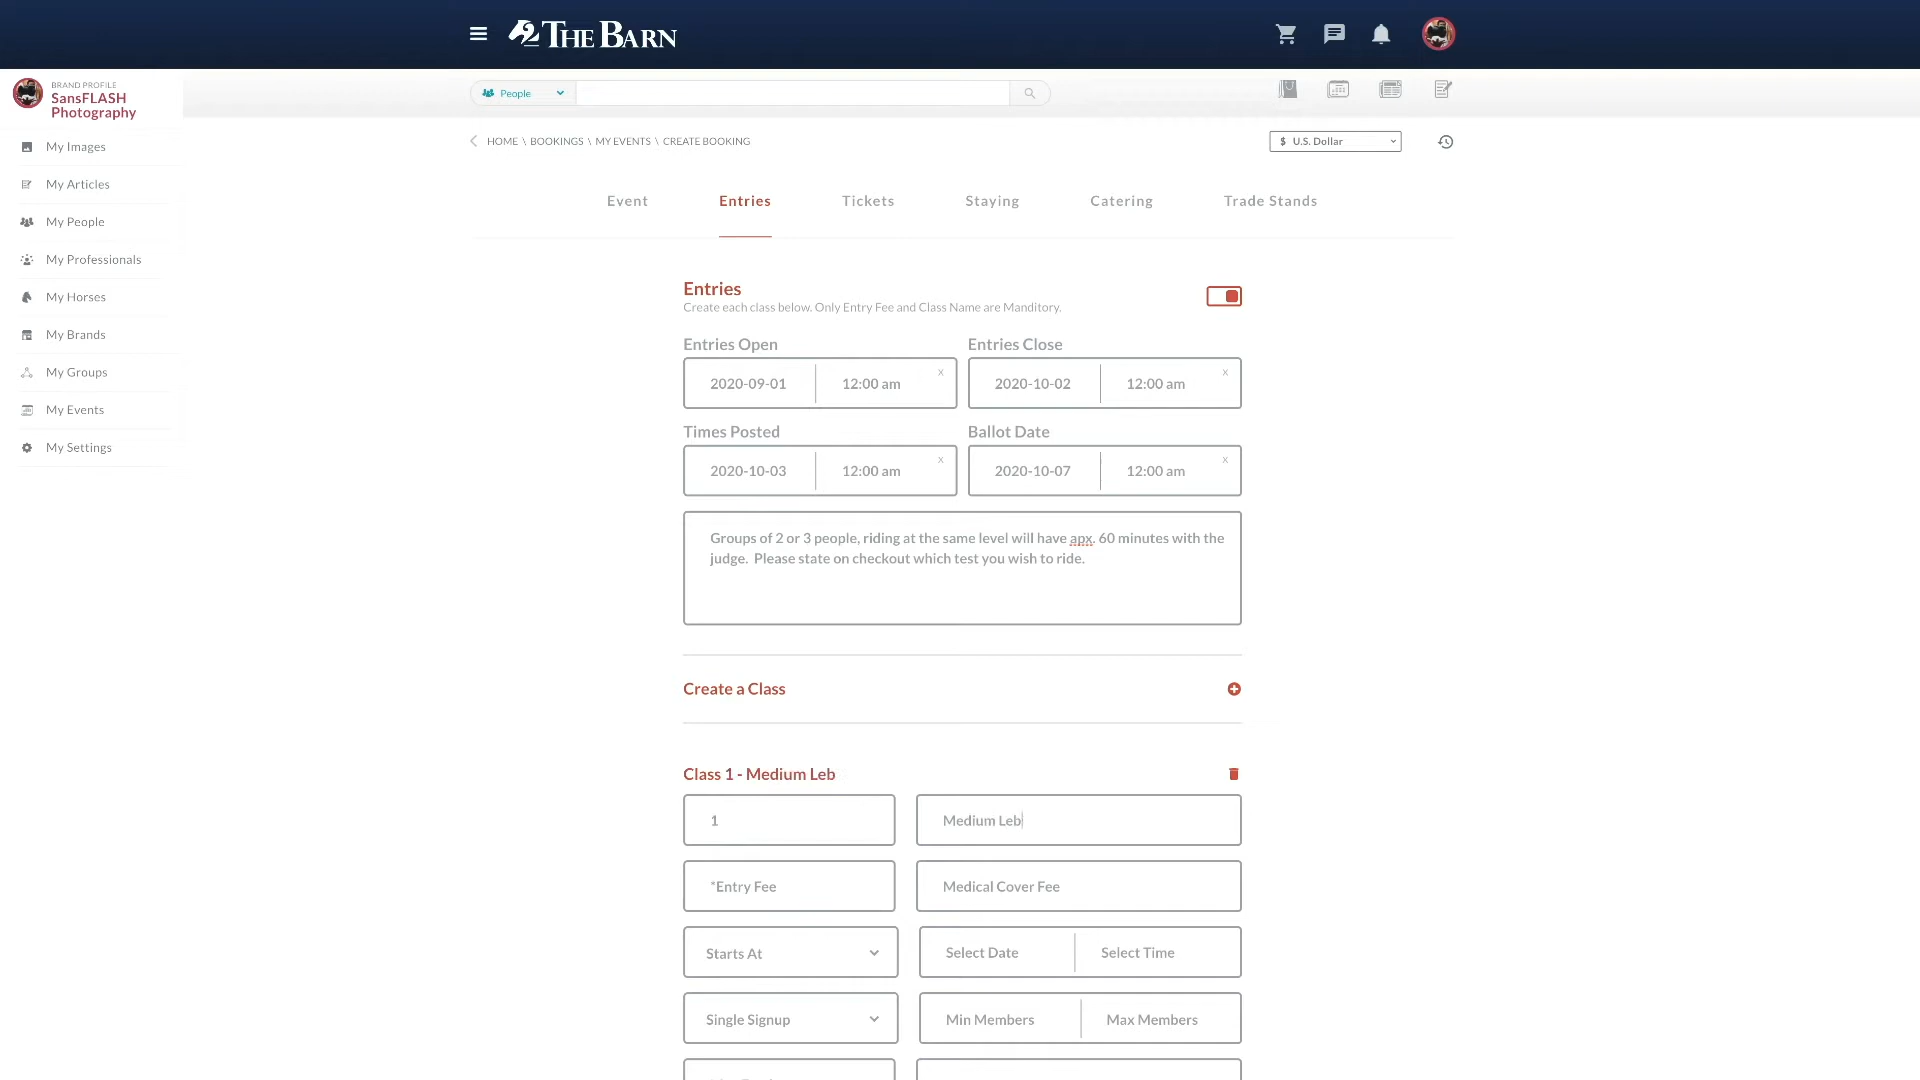 THE BARN
BRAND PROFILE
SansFLASH
Photography
People
HOME \ BOOKINGS \ MY EVENTS \ CREATE BOOKING
$ U.S. Dollar
My Images
My Articles
My People
My Professionals
My Horses
My Brands
My Groups
My Events
My Settings
Event
Entries
Tickets
Staying
Catering
Trade Stands
Entries
Create each class below. Only Entry Fee and Class Name are Manditory.
Entries Open
Entries Close
2020-09-01
12:00 am
x
2020-10-02
12:00 am
x
Times Posted
Ballot Date
2020-10-03
12:00 am
x
2020-10-07
12:00 am
x
Groups of 2 or 3 people, riding at the same level will have apx. 60 minutes with the
judge.  Please state on checkout which test you wish to ride.
Create a Class
Class 1 - Medium Leb
1
Medium Leb
*Entry Fee
Medical Cover Fee
Starts At
Select Date
Select Time
Single Signup
Min Members
Max Members